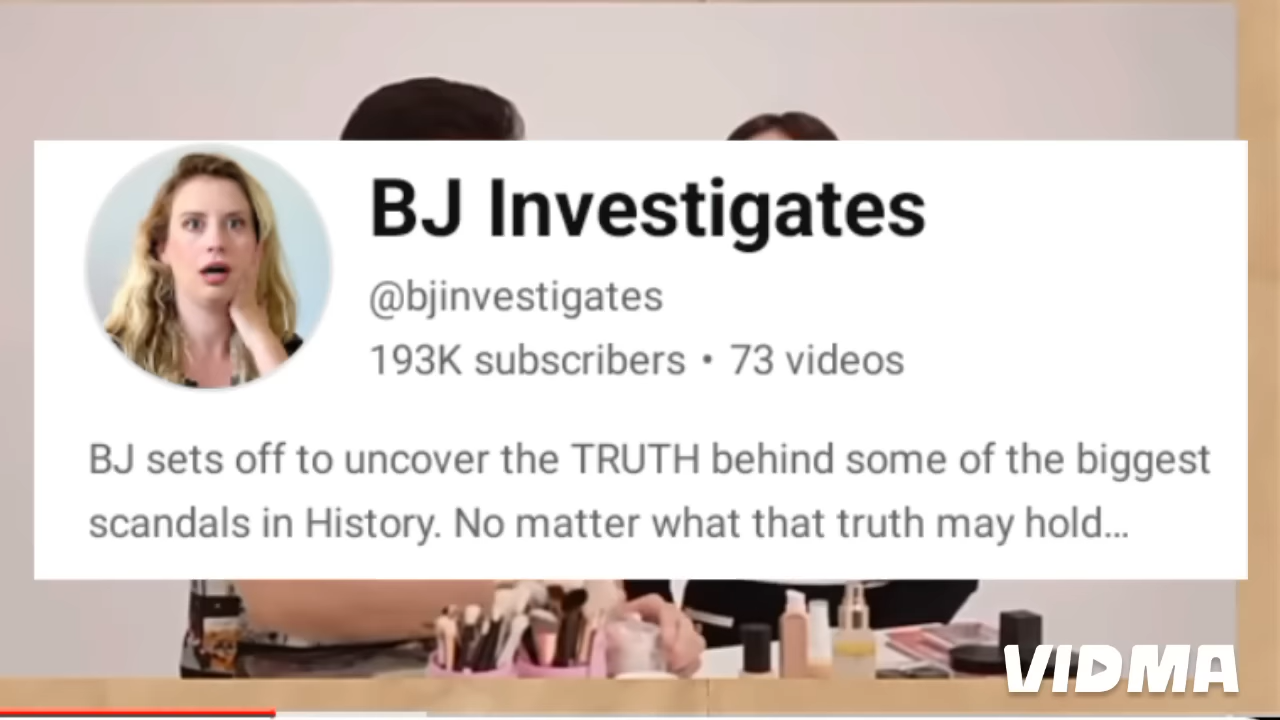 BJ Investigates
@bjinvestigates
193K subscribers • 73 videos
BJ sets off to uncover the TRUTH behind some of the biggest
scandals in History. No matter what that truth may hold...
VIDMA